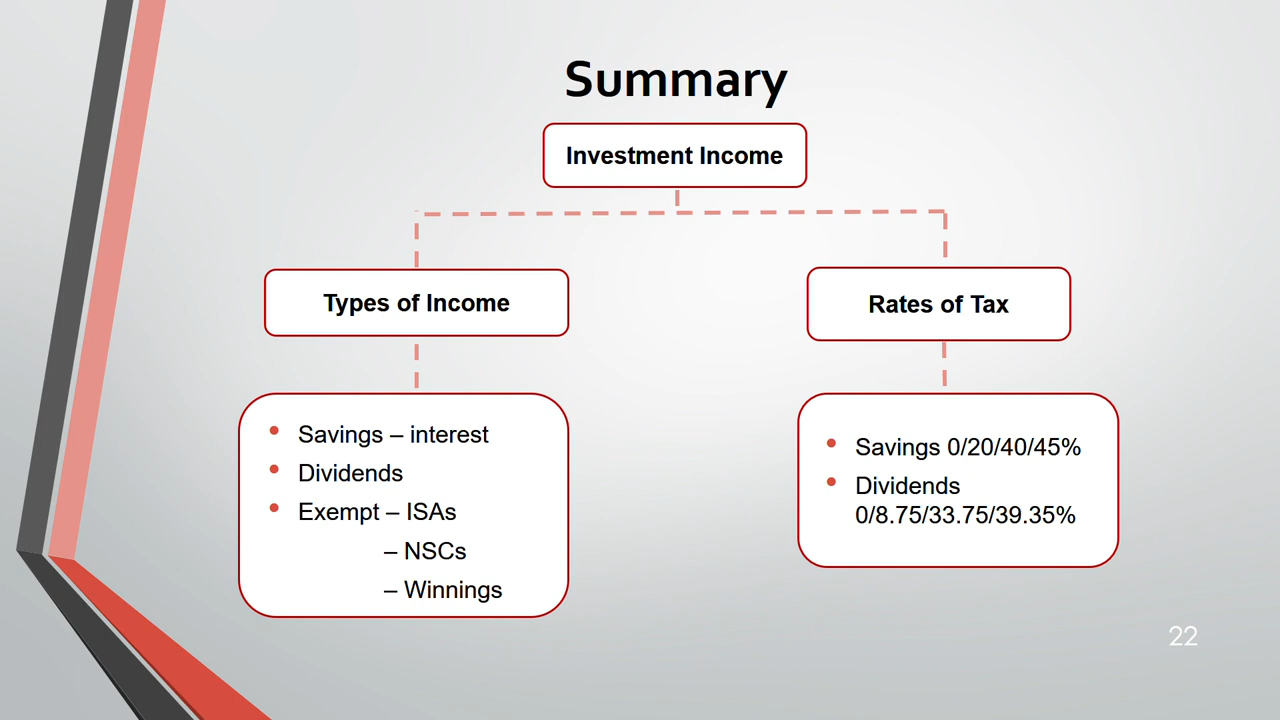 Summary
Investment Income
Types of Income
Rates of Tax
• Savings – interest
• Dividends
• Exempt – ISAs
– NSCs
– Winnings
• Savings 0/20/40/45%
• Dividends
0/8.75/33.75/39.35%
22